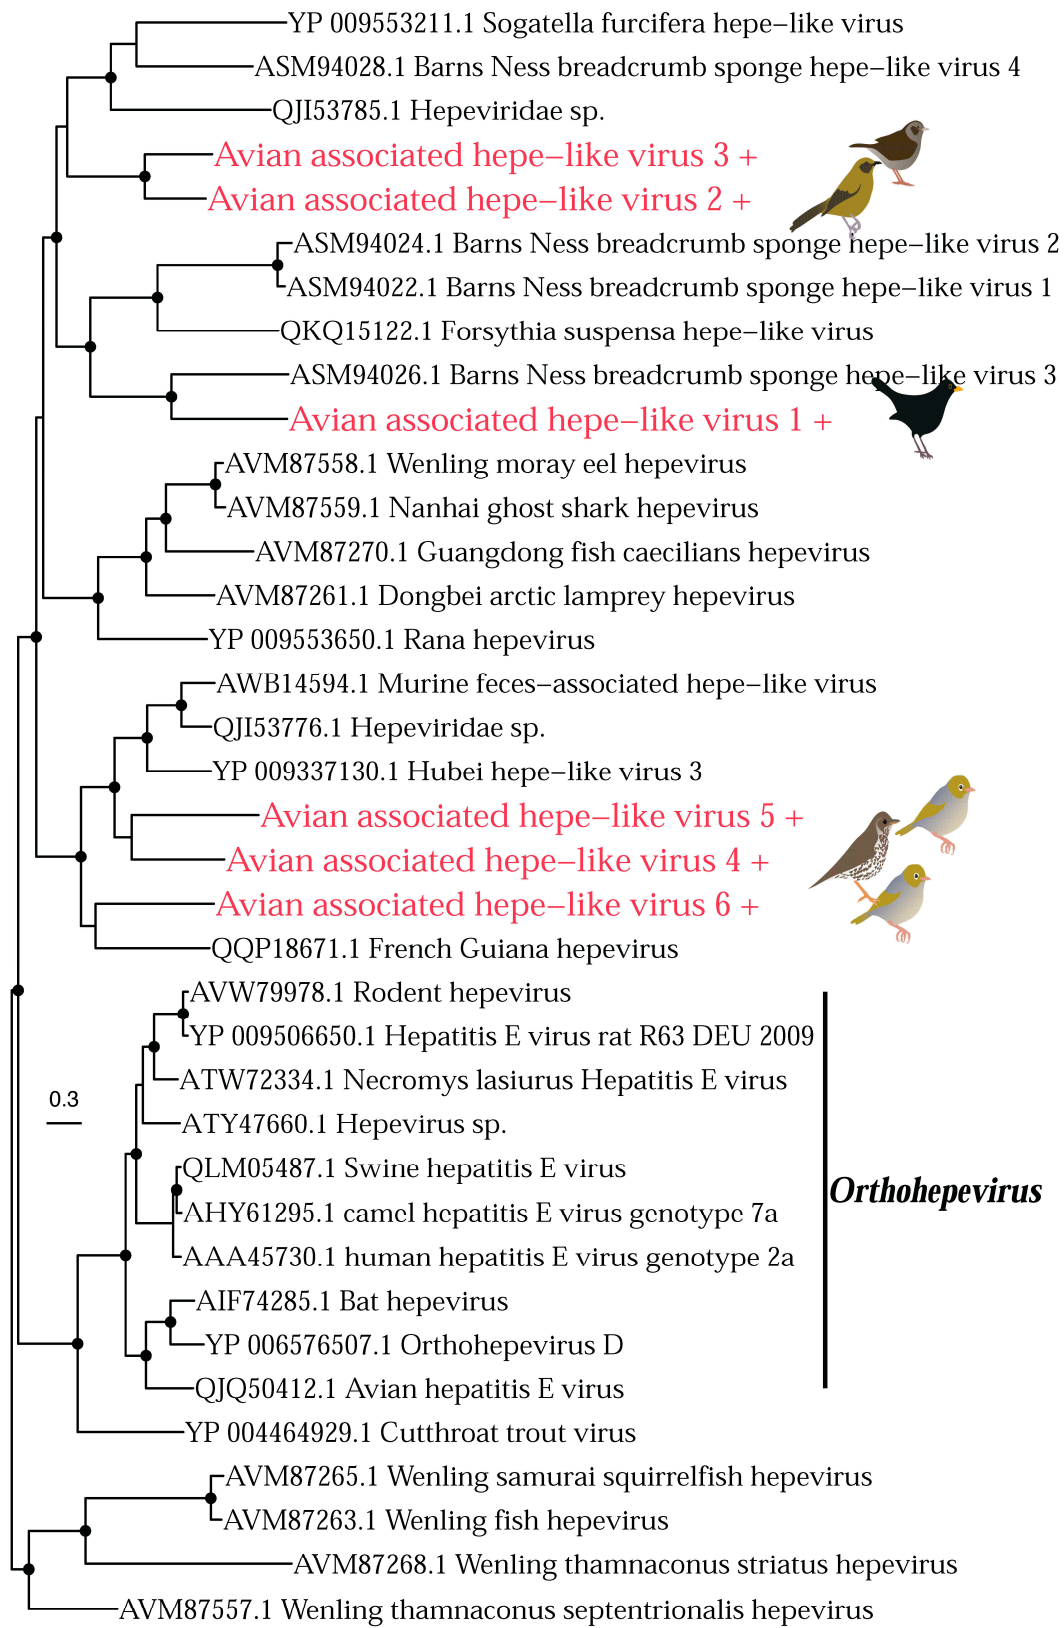 YP 009553211.1 Sogatella furcifera hepe–like virus
ASM94028.1 Barns Ness breadcrumb sponge hepe–like virus 4
QJI53785.1 Hepeviridae sp.
Avian associated hepe–like virus 3 +
Avian associated hepe–like virus 2 +
ASM94024.1 Barns Ness breadcrumb sponge hepe–like virus 2
ASM94022.1 Barns Ness breadcrumb sponge hepe–like virus 1
QKQ15122.1 Forsythia suspensa hepe–like virus
ASM94026.1 Barns Ness breadcrumb sponge hepe–like virus 3
Avian associated hepe–like virus 1 +
AVM87558.1 Wenling moray eel hepevirus
AVM87559.1 Nanhai ghost shark hepevirus
AVM87270.1 Guangdong fish caecilians hepevirus
AVM87261.1 Dongbei arctic lamprey hepevirus
YP 009553650.1 Rana hepevirus
AWB14594.1 Murine feces–associated hepe–like virus
QJI53776.1 Hepeviridae sp.
YP 009337130.1 Hubei hepe–like virus 3
Avian associated hepe–like virus 5 +
Avian associated hepe–like virus 4 +
Avian associated hepe–like virus 6 +
QQP18671.1 French Guiana hepevirus
AVW79978.1 Rodent hepevirus
YP 009506650.1 Hepatitis E virus rat R63 DEU 2009
ATW72334.1 Necromys lasiurus Hepatitis E virus
0.3
ATY47660.1 Hepevirus sp.
QLM05487.1 Swine hepatitis E virus
Orthohepevirus
AHY61295.1 camel hepatitis E virus genotype 7a
AAA45730.1 human hepatitis E virus genotype 2a
AIF74285.1 Bat hepevirus
YP 006576507.1 Orthohepevirus D
QJQ50412.1 Avian hepatitis E virus
YP 004464929.1 Cutthroat trout virus
AVM87265.1 Wenling samurai squirrelfish hepevirus
AVM87263.1 Wenling fish hepevirus
AVM87268.1 Wenling thamnaconus striatus hepevirus
AVM87557.1 Wenling thamnaconus septentrionalis hepevirus